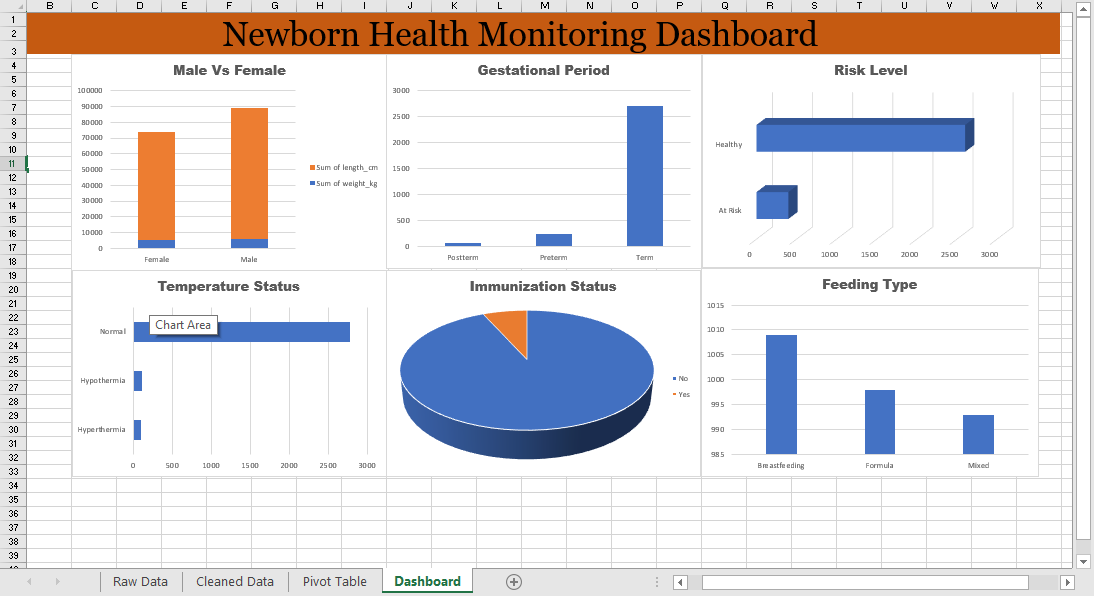 B C D E F G H I J K L M N O P Q R S T U V W X
1
2
3
4
5
6
7
8
9
10
11
12
13
14
15
16
17
18
19
20
21
22
23
24
25
26
27
28
29
30
31
32
33
34
35
36
37
38
39
Newborn Health Monitoring Dashboard
Male Vs Female
100000
90000
80000
70000
60000
50000
40000
30000
20000
10000
0
Female Male
Sum of length_cm
Sum of weight_kg
Gestational Period
3000
2500
2000
1500
1000
500
0
Postterm Preterm Term
Risk Level
Healthy
At Risk
0 500 1000 1500 2000 2500 3000
Temperature Status
Normal
Chart Area
Hypothermia
Hyperthermia
0 500 1000 1500 2000 2500 3000
Immunization Status
No
Yes
Feeding Type
1015
1010
1005
1000
995
990
985
Breastfeeding Formula Mixed
Raw Data Cleaned Data Pivot Table Dashboard